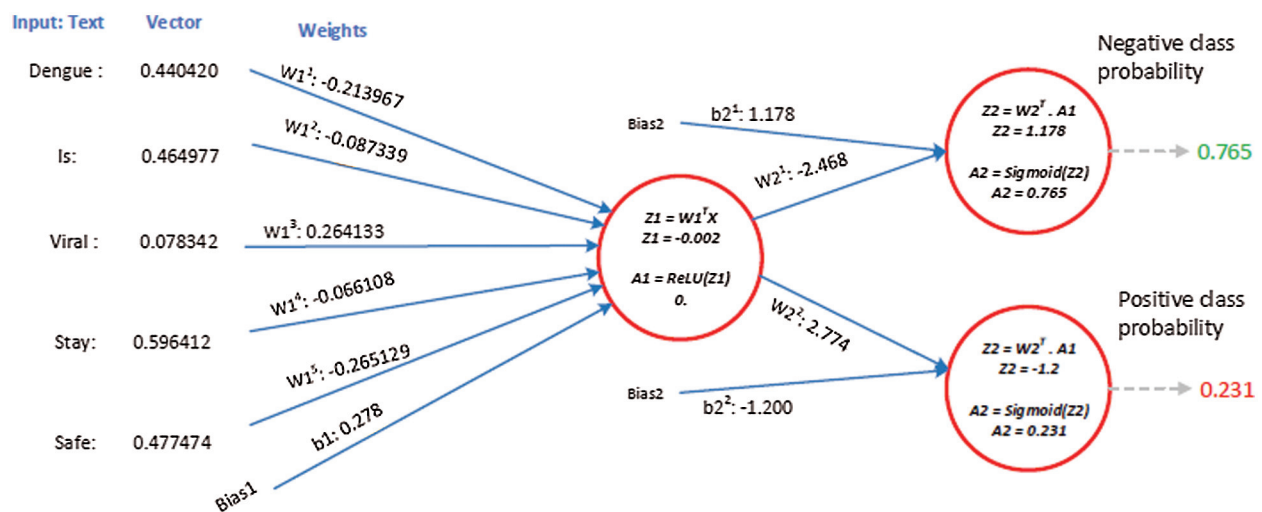 Input: Text Vector Weights
Dengue : 0.440420
Is: 0.464977
Viral : 0.078342
Stay: 0.596412
Safe: 0.477474
Bias1
W1¹: -0.213967
W1²: -0.087339
W1³: 0.264133
W1⁴: -0.066108
W1⁵: -0.265129
b1: 0.278
Z1 = W1ᵀX
Z1 = -0.002
A1 = ReLU(Z1)
0.
Bias2
b2¹: 1.178
W2¹: -2.468
W2²: 2.774
Bias2
b2²: -1.200
Z2 = W2ᵀ . A1
Z2 = 1.178
A2 = Sigmoid(Z2)
A2 = 0.765
Negative class
probability
0.765
Z2 = W2ᵀ . A1
Z2 = -1.2
A2 = Sigmoid(Z2)
A2 = 0.231
Positive class
probability
0.231